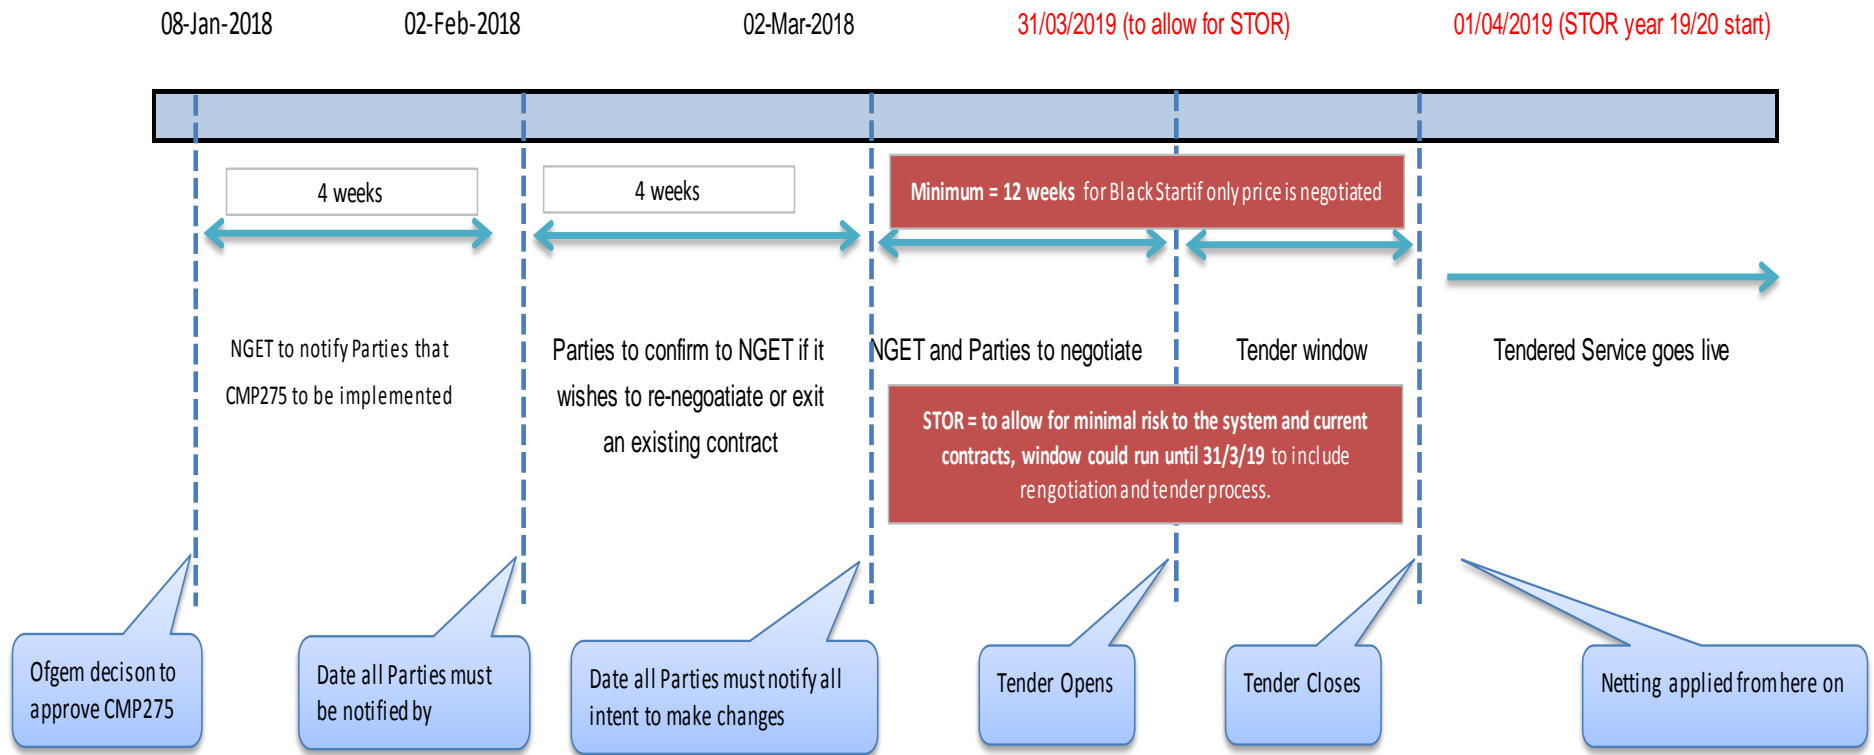 08-Jan-2018
02-Feb-2018
02-Mar-2018
31/03/2019 (to allow for STOR)
01/04/2019 (STOR year 19/20 start)
4 weeks
4 weeks
Minimum = 12 weeks for Black Startif only price is negotiated
NGET to notify Parties that
CMP275 to be implemented
Parties to confirm to NGET if it
wishes to re-negoatiate or exit
an existing contract
NGET and Parties to negotiate
Tender window
Tendered Service goes live
STOR = to allow for minimal risk to the system and current
contracts, window could run until 31/3/19 to include
rengotiation and tender process.
Ofgem decison to
approve CMP275
Date all Parties must
be notified by
Date all Parties must notify all
intent to make changes
Tender Opens
Tender Closes
Netting applied from here on